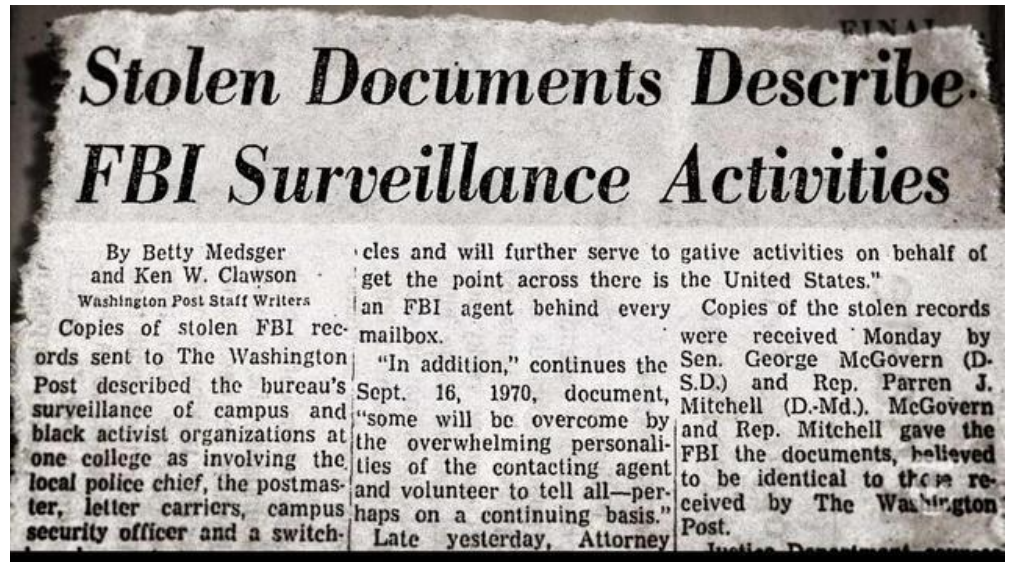 FINAL
Stolen Documents Describe
FBI Surveillance Activities
By Betty Medsger
and Ken W. Clawson
Washington Post Staff Writers
Copies of stolen FBI rec-
ords sent to The Washington
Post described the bureau's
surveillance of campus and
black activist organizations at
one college as involving the
local police chief, the postmas-
ter, letter carriers, campus
security officer and a switch-
cles and will further serve to
get the point across there is
an FBI agent behind every
mailbox.
"In addition," continues the
Sept. 16, 1970, document,
"some will be overcome by
the overwhelming personali-
ties of the contacting agent
and volunteer to tell all—per-
haps on a continuing basis."
Late yesterday, Attorney
gative activities on behalf of
the United States."
Copies of the stolen records
were received Monday by
Sen. George McGovern (D-
S.D.) and Rep. Parren J.
Mitchell (D.-Md.). McGovern
and Rep. Mitchell gave the
FBI the documents, believed
to be identical to those re-
ceived by The Washington
Post.
Justice Department